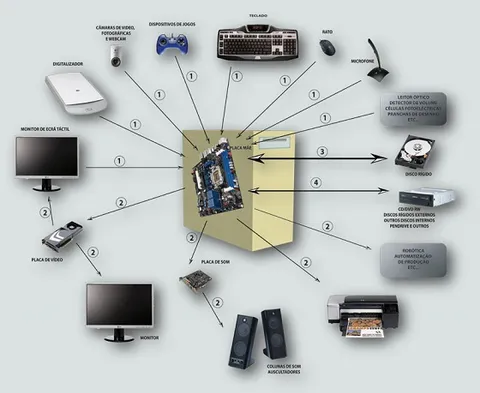 TECLADO
DISPOSITIVOS DE JOGOS
CÂMARAS DE VIDEO,
FOTOGRÁFICAS
E WEBCAM
RATO
MICROFONE
DIGITALIZADOR
1
1
1
1
1
1
1
1
LEITOR ÓPTICO
DETECTOR DE VOLUME
CÉLULAS FOTOELÉCTRICAS
PRANCHAS DE DESENHO
ETC...
MONITOR DE ECRÃ TÁCTIL
PLACA MÃE
3
DISCO RÍGIDO
4
CD/DVD-RW
DISCOS RÍGIDOS EXTERNOS
OUTROS DISCOS INTERNOS
PENDRIVE E OUTROS
2
2
2
PLACA DE VÍDEO
2
PLACA DE SOM
2
2
2
ROBÓTICA
AUTOMATIZAÇÃO
DE PRODUÇÃO
ETC...
MONITOR
2
COLUNAS DE SOM
AUSCULTADORES